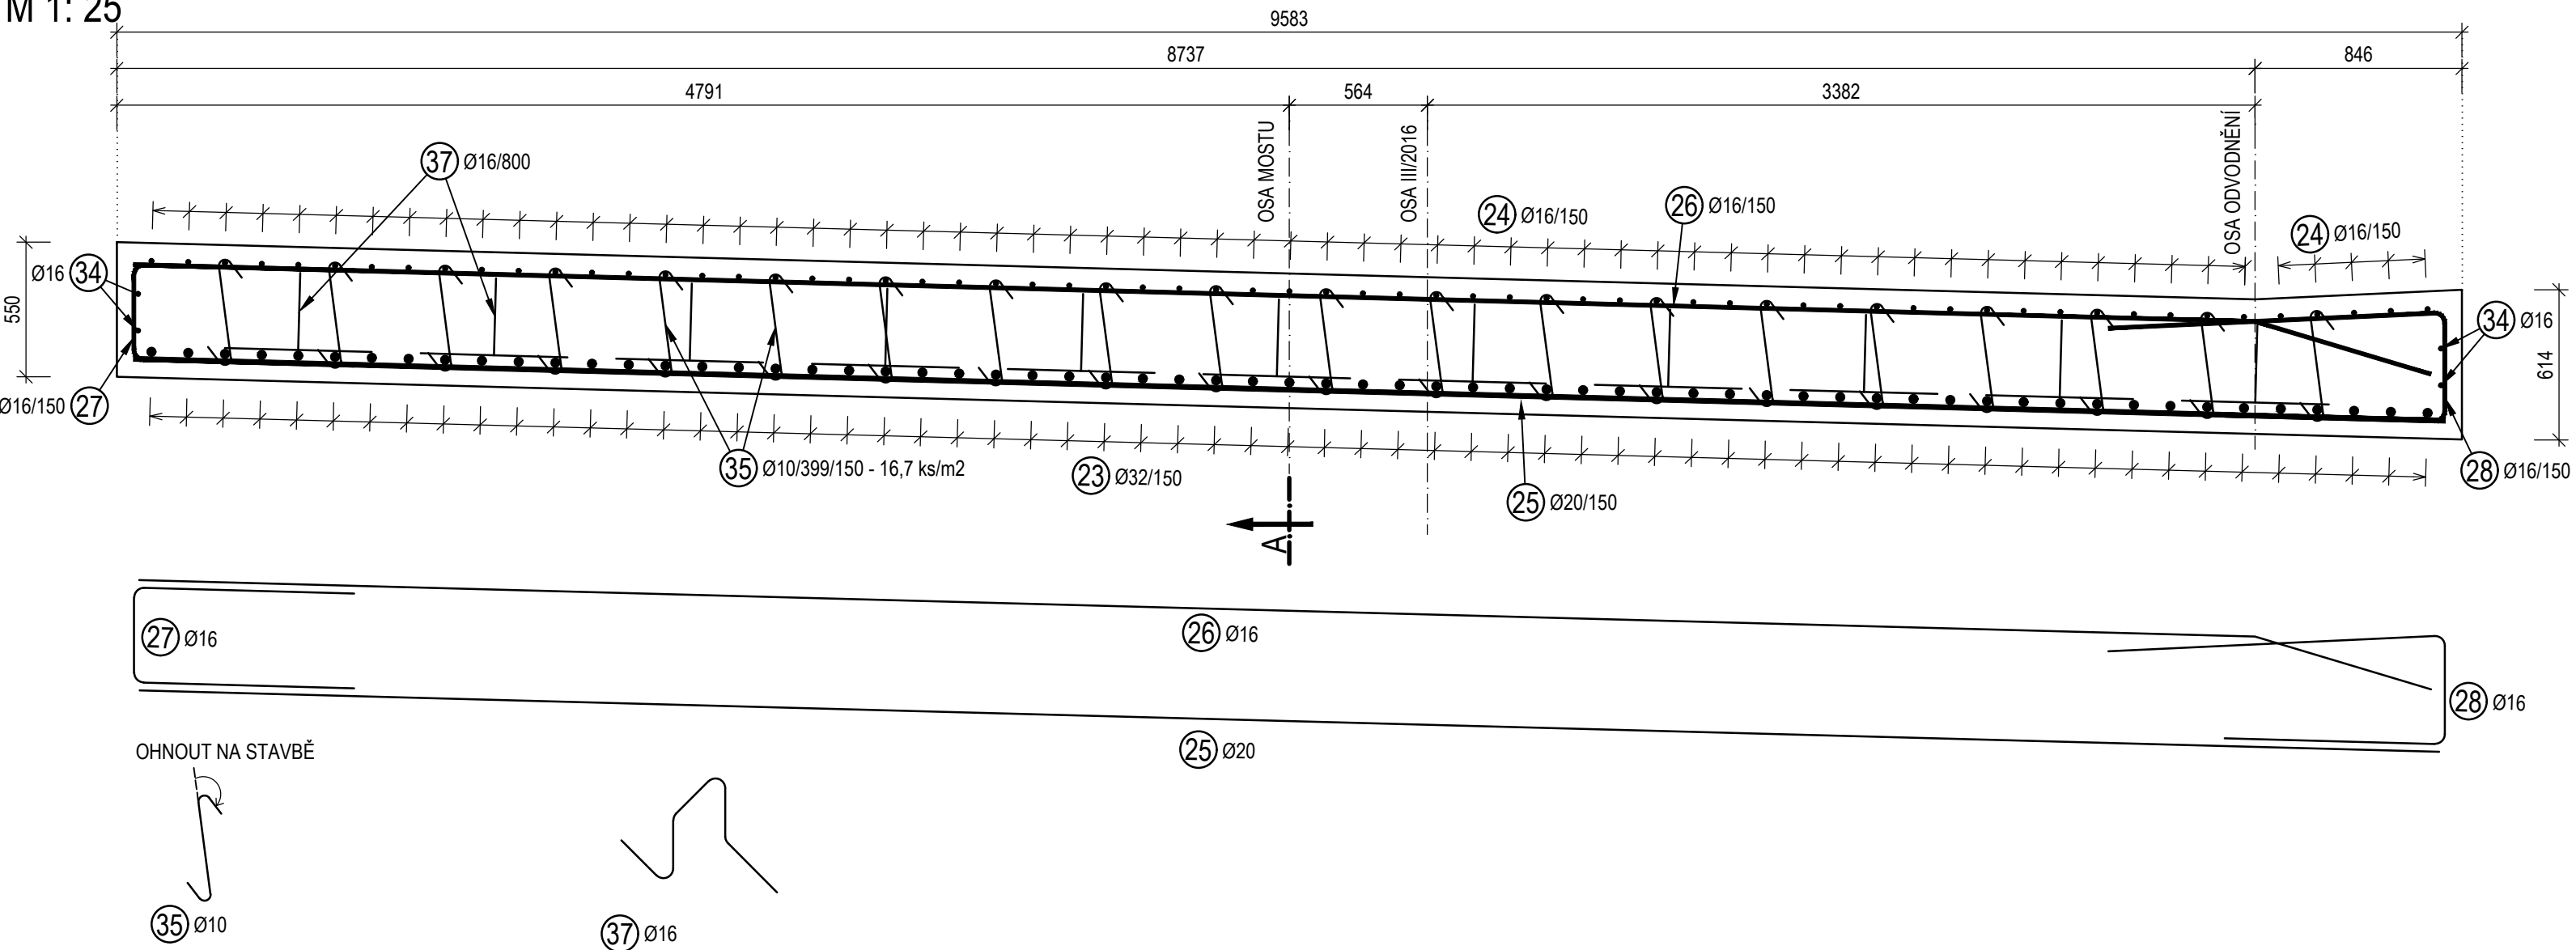 M 1: 25
9583
8737
846
4791
564
3382
OSA MOSTU
OSA III/2016
OSA ODVODNĚNÍ
37 Ø16/800
24 Ø16/150
26 Ø16/150
24 Ø16/150
Ø16 34
550
34 Ø16
614
Ø16/150 27
35 Ø10/399/150 - 16,7 ks/m2
23 Ø32/150
25 Ø20/150
28 Ø16/150
A
27 Ø16
26 Ø16
28 Ø16
25 Ø20
OHNOUT NA STAVBĚ
35 Ø10
37 Ø16